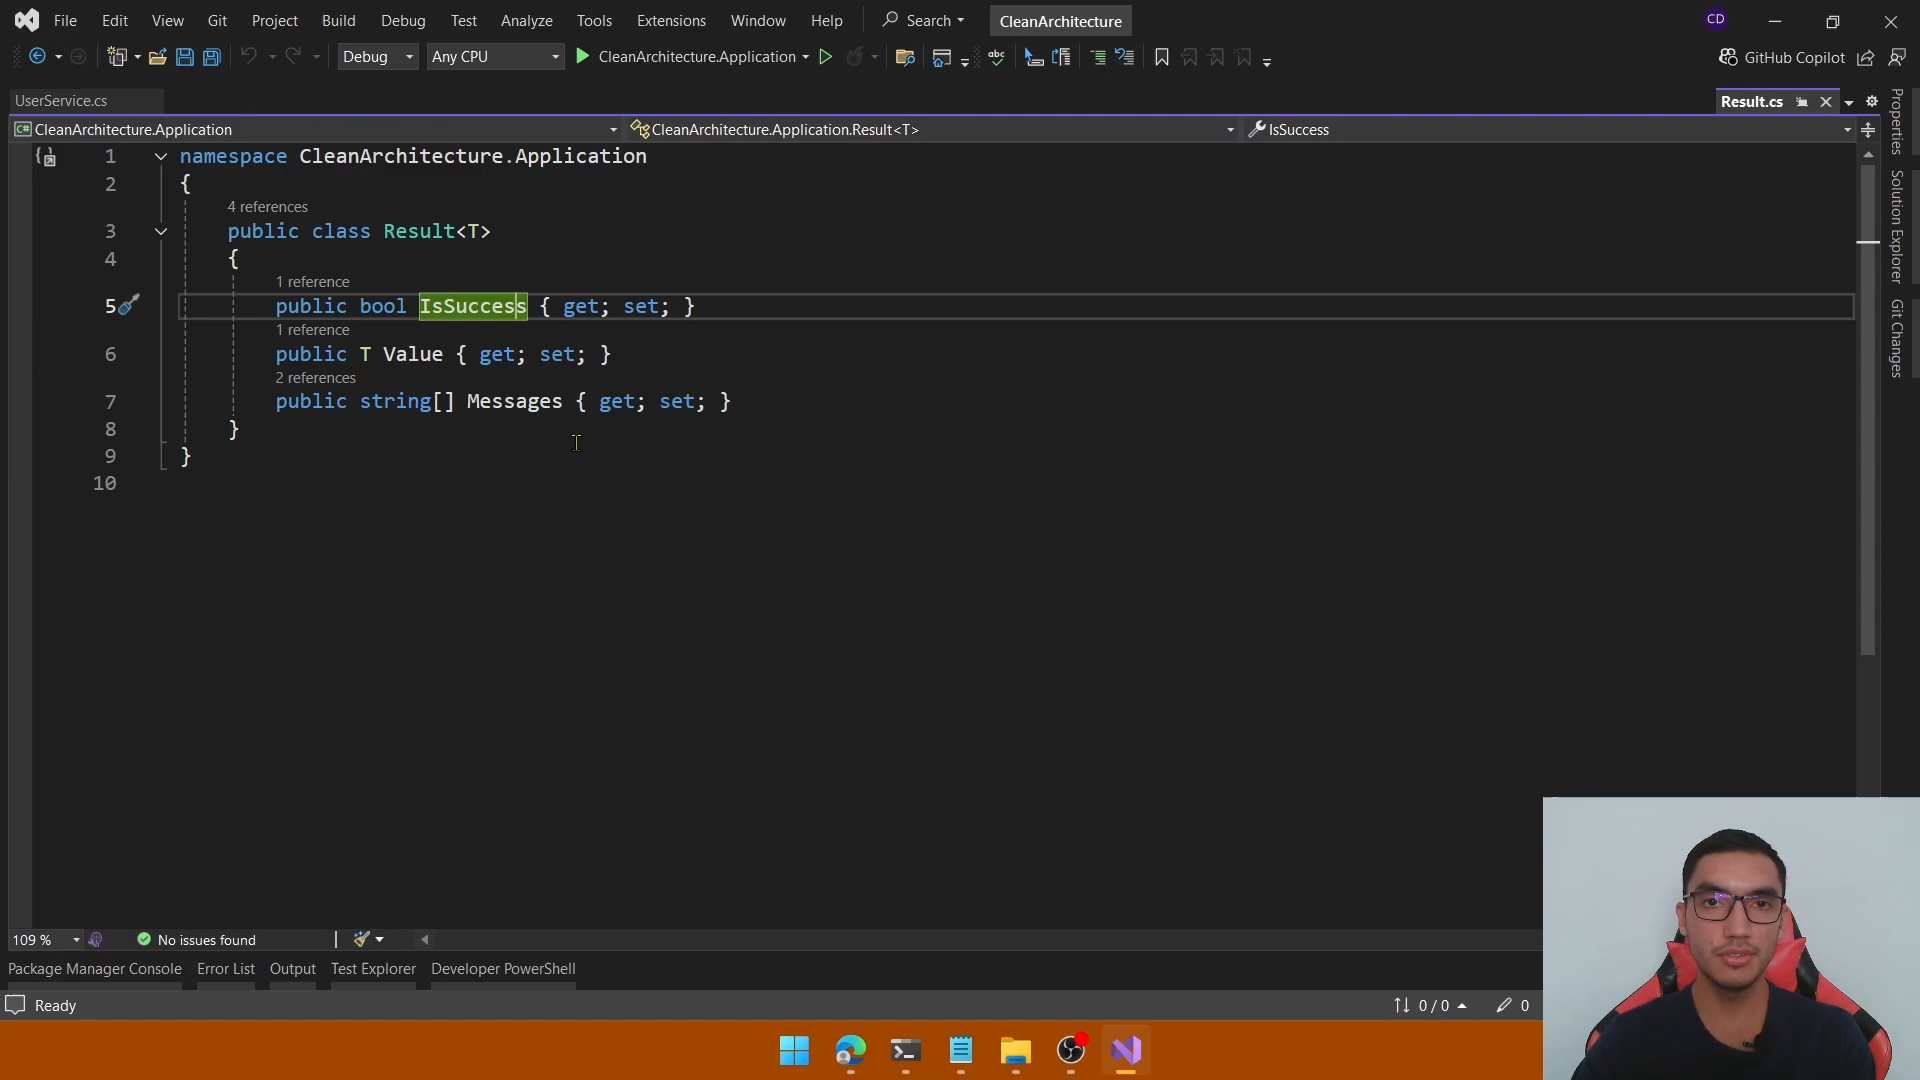 File Edit View Git Project Build Debug Test Analyze Tools Extensions Window Help Search CleanArchitecture CD
Debug Any CPU CleanArchitecture.Application abc GitHub Copilot
UserService.cs Result.cs
C# CleanArchitecture.Application CleanArchitecture.Application.Result<T> IsSuccess
Properties
Solution Explorer
Git Changes
1 namespace CleanArchitecture.Application
2 {
4 references
3 public class Result<T>
4 {
1 reference
5 public bool IsSuccess { get; set; }
1 reference
6 public T Value { get; set; }
2 references
7 public string[] Messages { get; set; }
8 }
9 }
10
109 % No issues found
Package Manager Console Error List Output Test Explorer Developer PowerShell
Ready 0 / 0 0